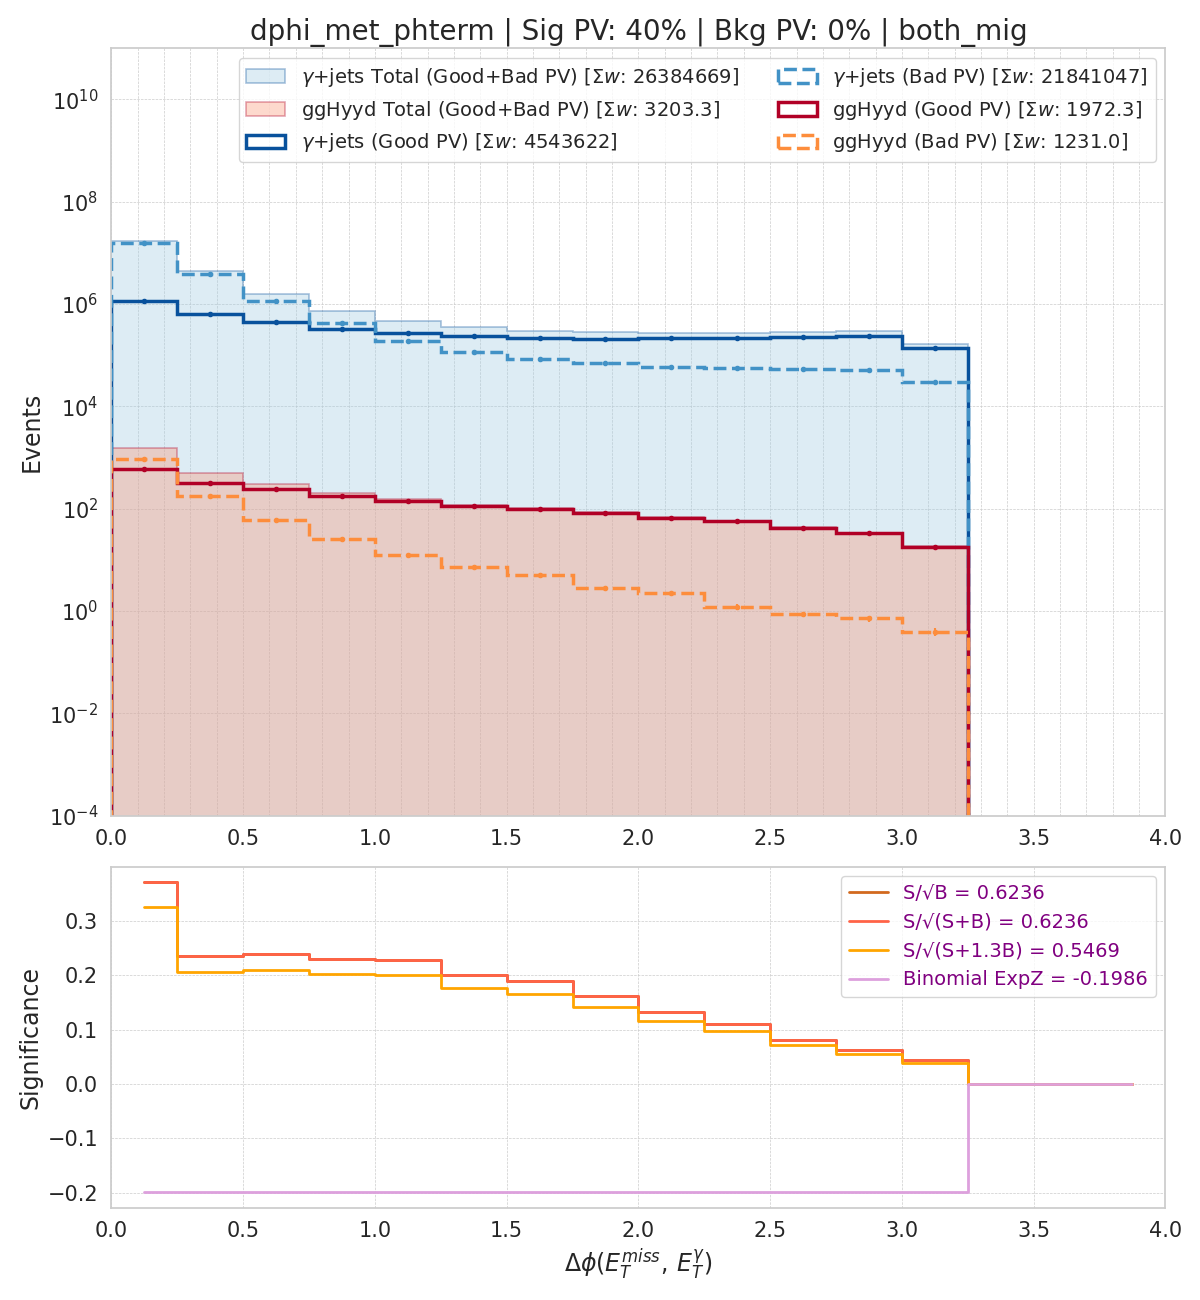 dphi_met_phterm | Sig PV: 40% | Bkg PV: 0% | both_mig
γ+jets Total (Good+Bad PV) [Σw: 26384669]
ggHyyd Total (Good+Bad PV) [Σw: 3203.3]
γ+jets (Good PV) [Σw: 4543622]
γ+jets (Bad PV) [Σw: 21841047]
ggHyyd (Good PV) [Σw: 1972.3]
ggHyyd (Bad PV) [Σw: 1231.0]
Events
10^10
10^8
10^6
10^4
10^2
10^0
10^−2
10^−4
0.0 0.5 1.0 1.5 2.0 2.5 3.0 3.5 4.0
Significance
0.3
0.2
0.1
0.0
−0.1
−0.2
S/√B = 0.6236
S/√(S+B) = 0.6236
S/√(S+1.3B) = 0.5469
Binomial ExpZ = -0.1986
0.0 0.5 1.0 1.5 2.0 2.5 3.0 3.5 4.0
Δϕ(E_T^miss, E_T^γ)